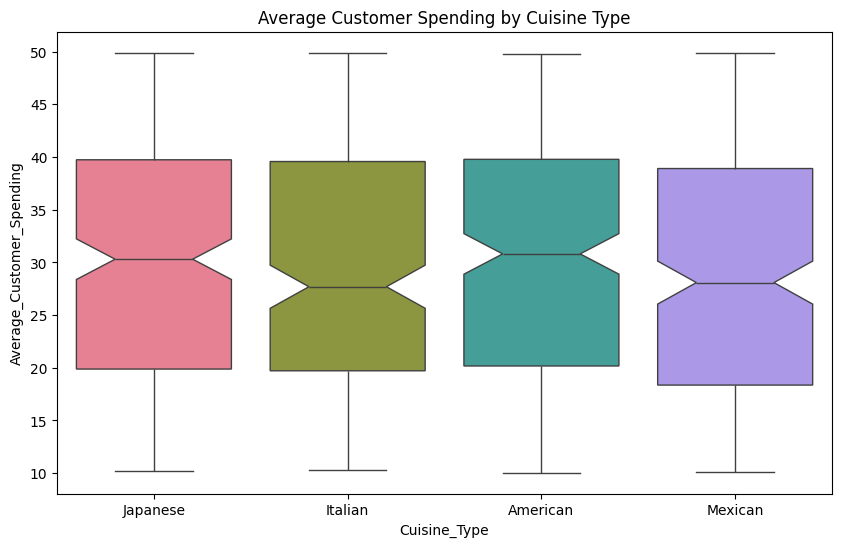 Average Customer Spending by Cuisine Type
Average_Customer_Spending
50
45
40
35
30
25
20
15
10
Japanese
Italian
American
Mexican
Cuisine_Type